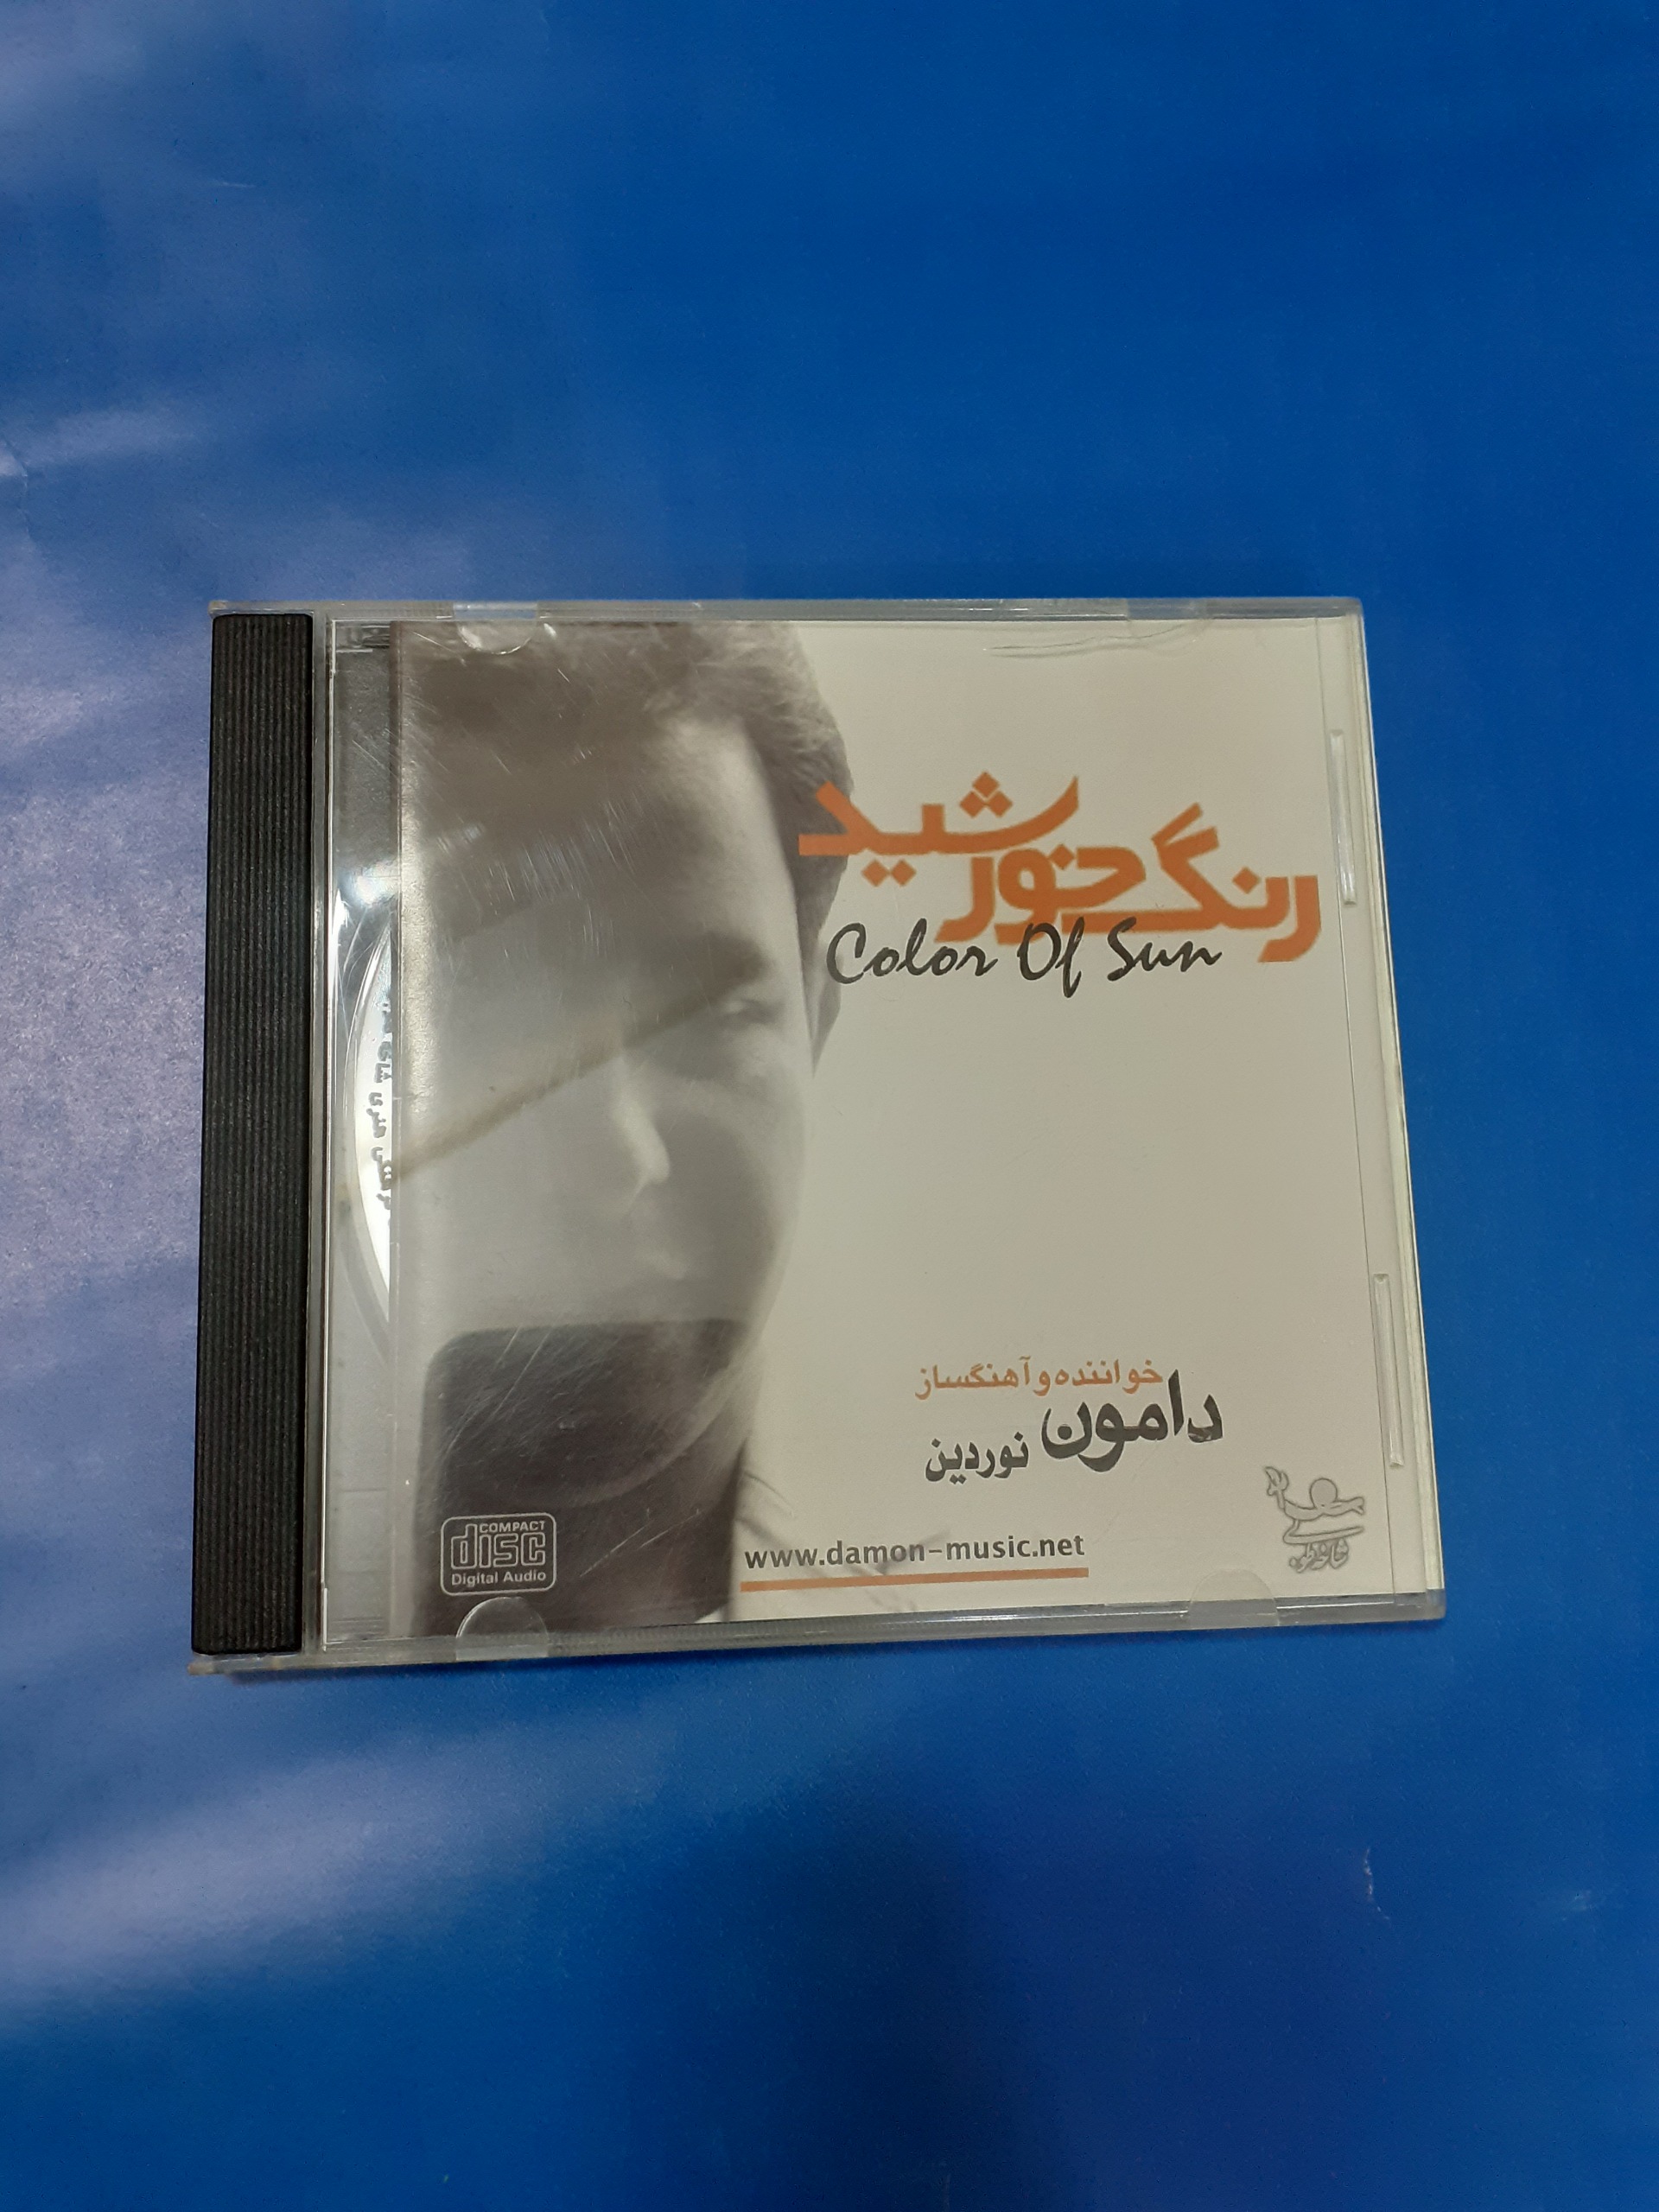 رنگ خورشید
Color Of Sun
خواننده و آهنگساز
دامون نوردین
www.damon-music.net
COMPACT
disc
Digital Audio